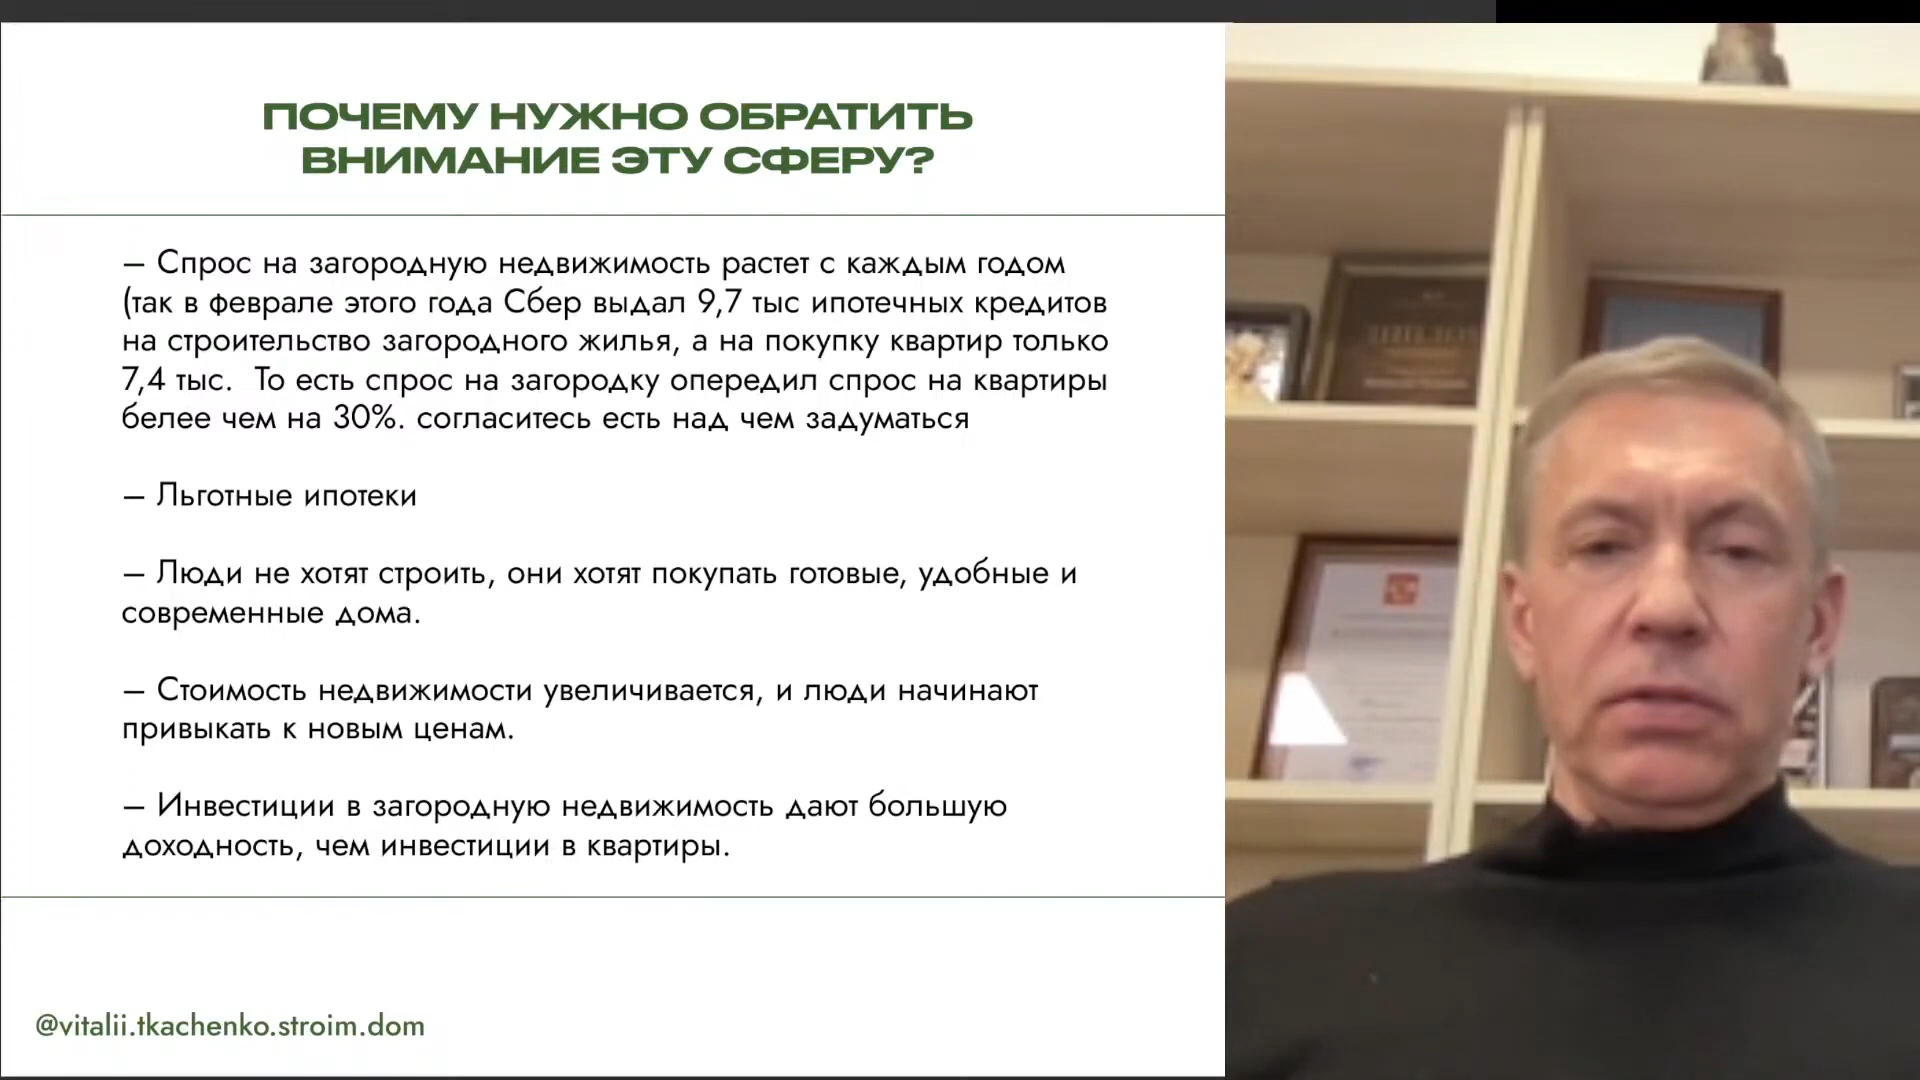 ПОЧЕМУ НУЖНО ОБРАТИТЬ
ВНИМАНИЕ ЭТУ СФЕРУ?
— Спрос на загородную недвижимость растет с каждым годом
(так в феврале этого года Сбер выдал 9,7 тыс ипотечных кредитов
на строительство загородного жилья, а на покупку квартир только
7,4 тыс.  То есть спрос на загородку опередил спрос на квартиры
белее чем на 30%. согласитесь есть над чем задуматься
— Льготные ипотеки
— Люди не хотят строить, они хотят покупать готовые, удобные и
современные дома.
— Стоимость недвижимости увеличивается, и люди начинают
привыкать к новым ценам.
— Инвестиции в загородную недвижимость дают большую
доходность, чем инвестиции в квартиры.
@vitalii.tkachenko.stroim.dom
ДИПЛОМ